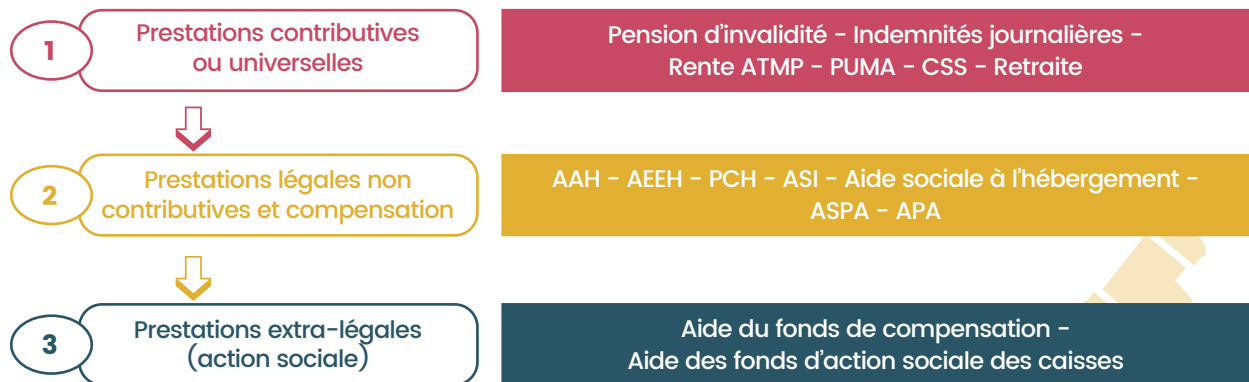 1
Prestations contributives
ou universelles
Pension d’invalidité - Indemnités journalières -
Rente ATMP - PUMA - CSS - Retraite
2
Prestations légales non
contributives et compensation
AAH - AEEH - PCH - ASI - Aide sociale à l’hébergement -
ASPA - APA
3
Prestations extra-légales
(action sociale)
Aide du fonds de compensation -
Aide des fonds d’action sociale des caisses